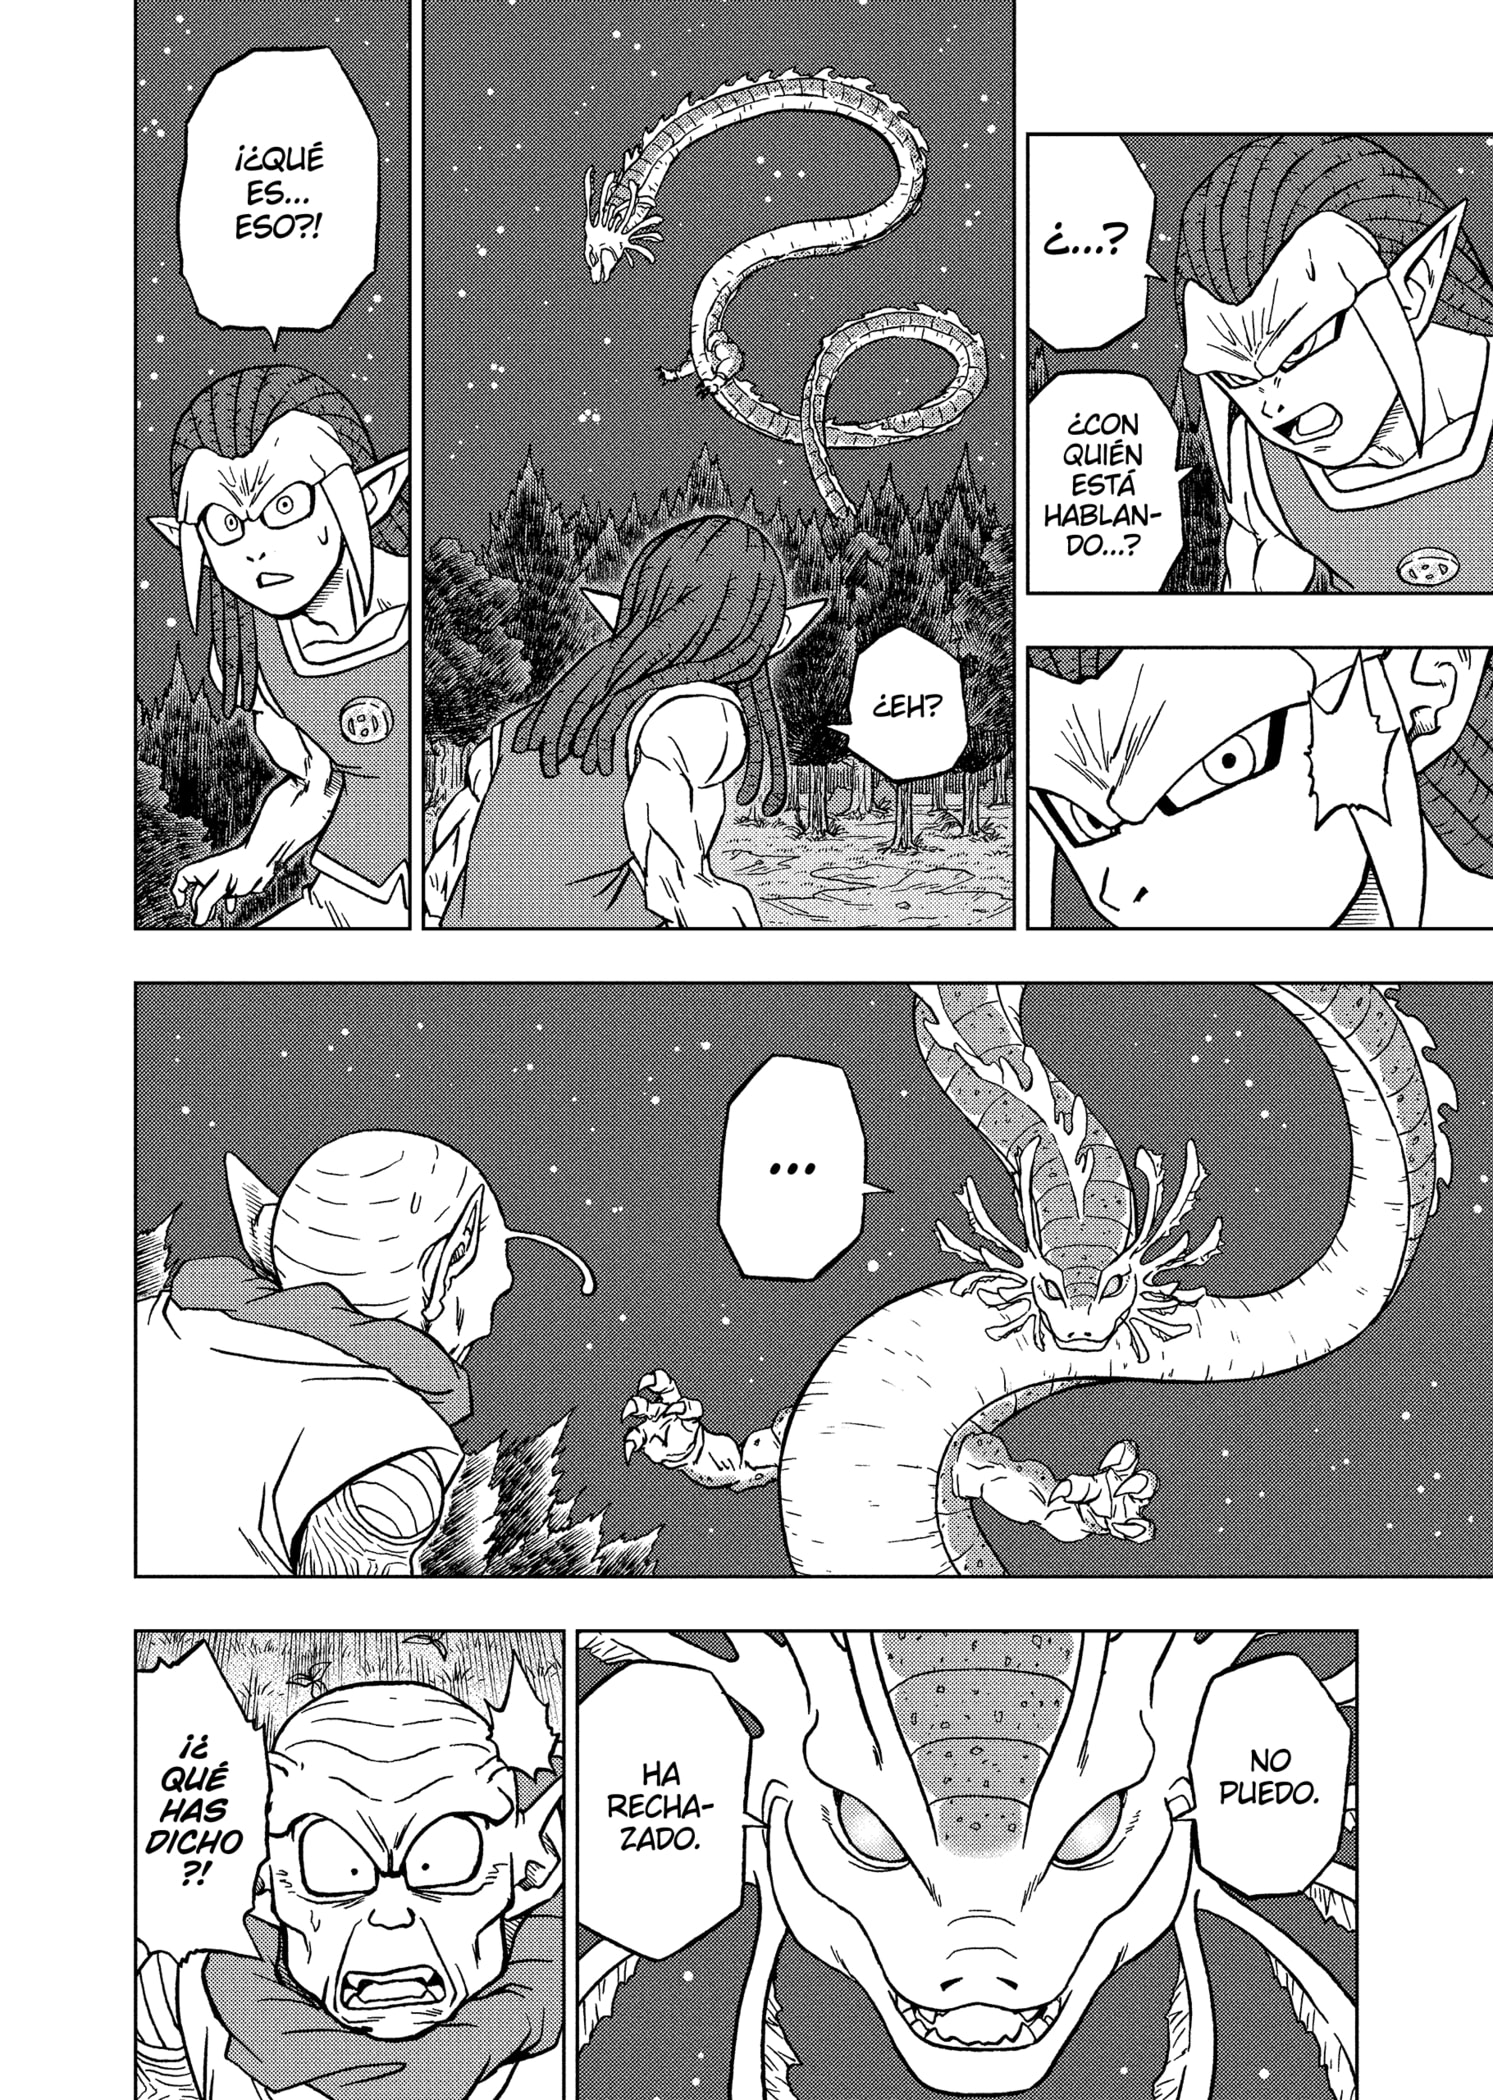 ¿...?
¿CON
QUIÉN
ESTÁ
HABLAN-
DO...?
¿EH?
¡¿QUÉ
ES...
ESO?!
...
NO
PUEDO.
HA
RECHA-
ZADO.
¡¿
QUÉ
HAS
DICHO
?!